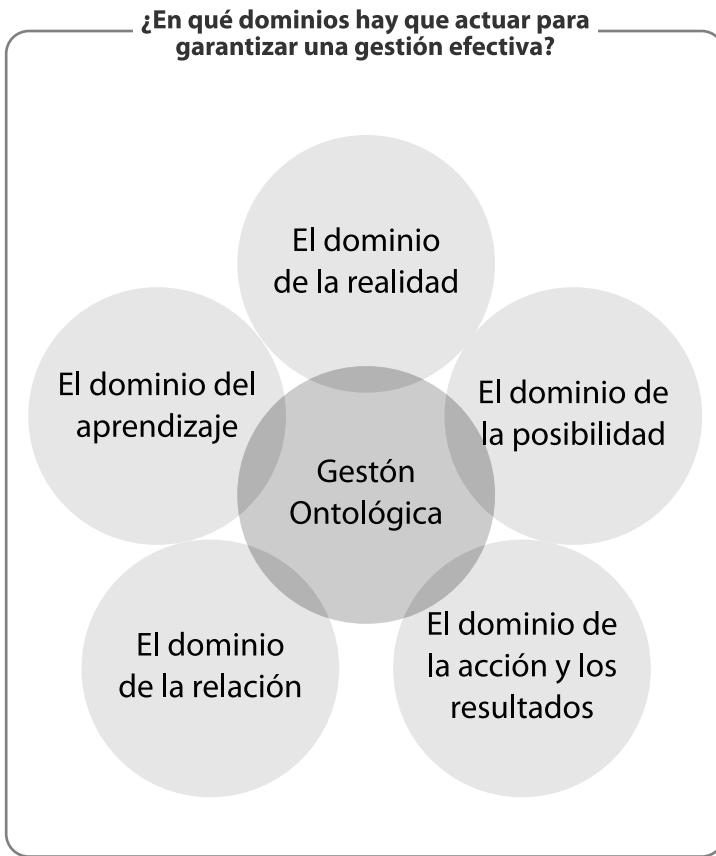 ¿En qué dominios hay que actuar para
garantizar una gestión efectiva?
El dominio
de la realidad
El dominio del
aprendizaje
El dominio de
la posibilidad
Gestón
Ontológica
El dominio
de la relación
El dominio de
la acción y los
resultados